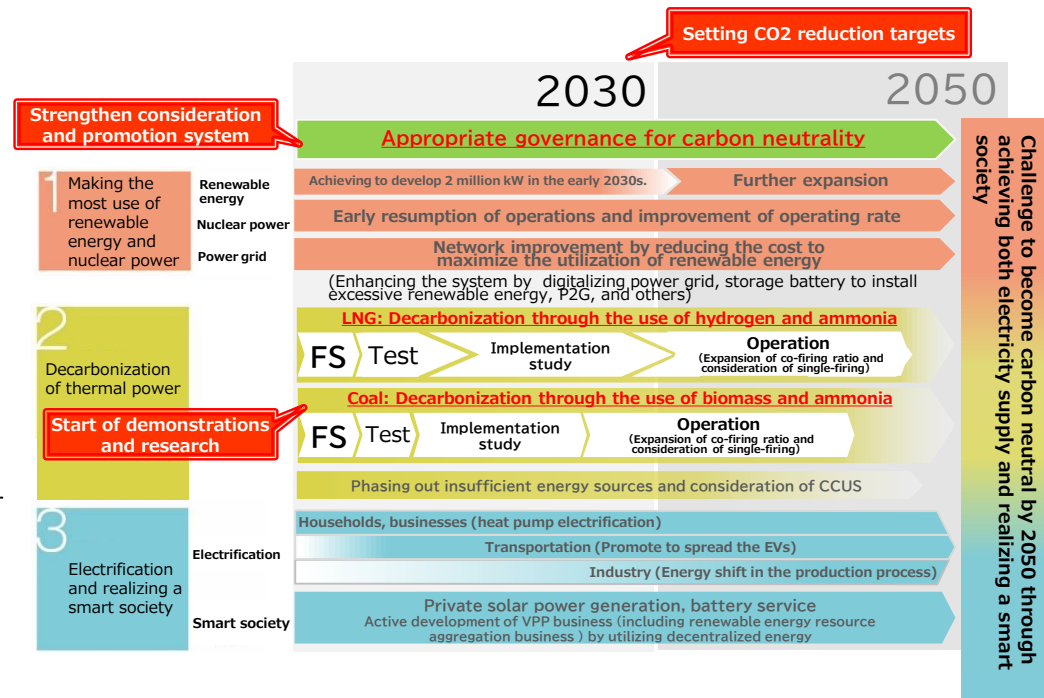 Setting CO2 reduction targets
2030
2050
Strengthen consideration
and promotion system
Appropriate governance for carbon neutrality
1
Making the
most use of
renewable
energy and
nuclear power
Renewable
energy
Nuclear power
Power grid
Achieving to develop 2 million kW in the early 2030s.
Further expansion
Early resumption of operations and improvement of operating rate
Network improvement by reducing the cost to
maximize the utilization of renewable energy
(Enhancing the system by digitalizing power grid, storage battery to install
excessive renewable energy, P2G, and others)
2
Decarbonization
of thermal power
LNG: Decarbonization through the use of hydrogen and ammonia
FS
Test
Implementation
study
Operation
(Expansion of co-firing ratio and
consideration of single-firing)
Start of demonstrations
and research
Coal: Decarbonization through the use of biomass and ammonia
FS
Test
Implementation
study
Operation
(Expansion of co-firing ratio and
consideration of single-firing)
Phasing out insufficient energy sources and consideration of CCUS
3
Electrification
and realizing a
smart society
Electrification
Smart society
Households, businesses (heat pump electrification)
Transportation (Promote to spread the EVs)
Industry (Energy shift in the production process)
Private solar power generation, battery service
Active development of VPP business (including renewable energy resource
aggregation business ) by utilizing decentralized energy
Challenge to become carbon neutral by 2050 through
achieving both electricity supply and realizing a smart
society